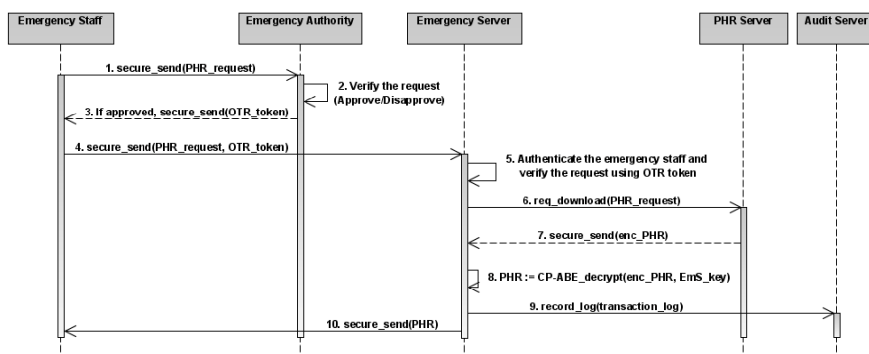 Emergency Staff
Emergency Authority
Emergency Server
PHR Server
Audit Server
1. secure_send(PHR_request)
2. Verify the request
(Approve/Disapprove)
3. If approved, secure_send(OTR_token)
4. secure_send(PHR_request, OTR_token)
5. Authenticate the emergency staff and
verify the request using OTR token
6. req_download(PHR_request)
7. secure_send(enc_PHR)
8. PHR := CP-ABE_decrypt(enc_PHR, EmS_key)
9. record_log(transaction_log)
10. secure_send(PHR)